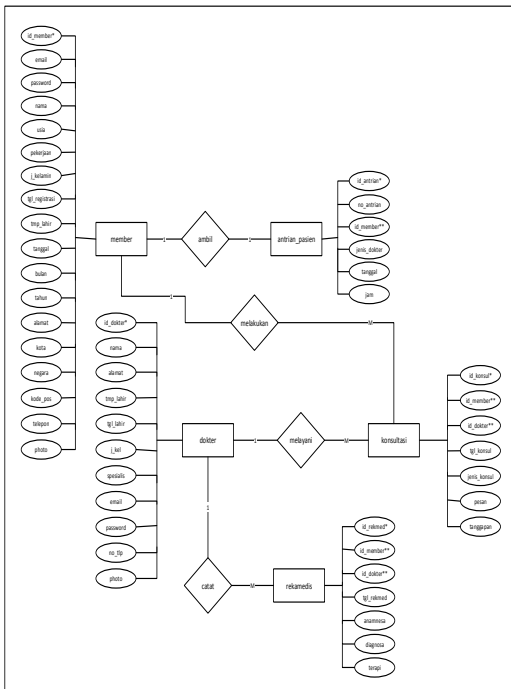 id_member*
email
password
nama
usia
pekerjaan
j_kelamin
tgl_registrasi
tmp_lahir
tanggal
bulan
tahun
alamat
kota
negara
kode_pos
telepon
photo
member
1
ambil
1
antrian_pasien
id_antrian*
no_antrian
id_member**
jenis_dokter
tanggal
jam
1
melakukan
M
id_dokter*
nama
alamat
tmp_lahir
tgl_lahir
j_kel
spesialis
email
password
no_tlp
photo
dokter
1
melayani
M
konsultasi
id_konsul*
id_member**
id_dokter**
tgl_konsul
jenis_konsul
pesan
tanggapan
1
catat
M
rekamedis
id_rekmed*
id_member**
id_dokter**
tgl_rekmed
anamnesa
diagnosa
terapi